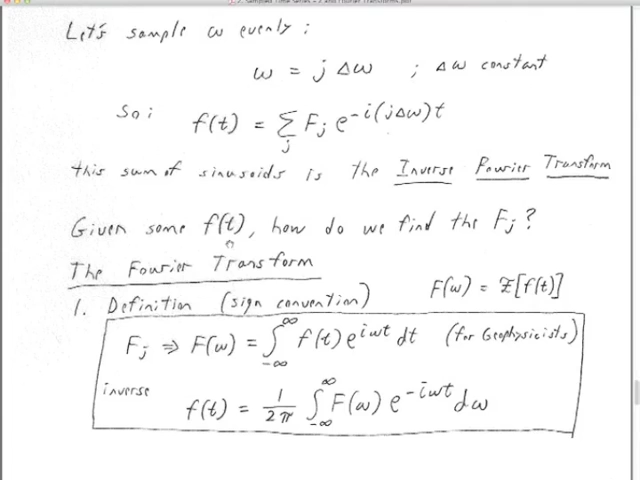 Let's sample ω evenly:
ω = j Δω ; Δω constant
So: f(t) = Σ_j F_j e^{-i(jΔω)t}
this sum of sinusoids is the Inverse Fourier Transform
Given some f(t), how do we find the F_j?
The Fourier Transform
1. Definition (sign convention) F(ω) = Ƶ[f(t)]
F_j ⇒ F(ω) = ∫_{-∞}^{∞} f(t) e^{iωt} dt (for Geophysicists)
inverse
f(t) = 1/2π ∫_{-∞}^{∞} F(ω) e^{-iωt} dω